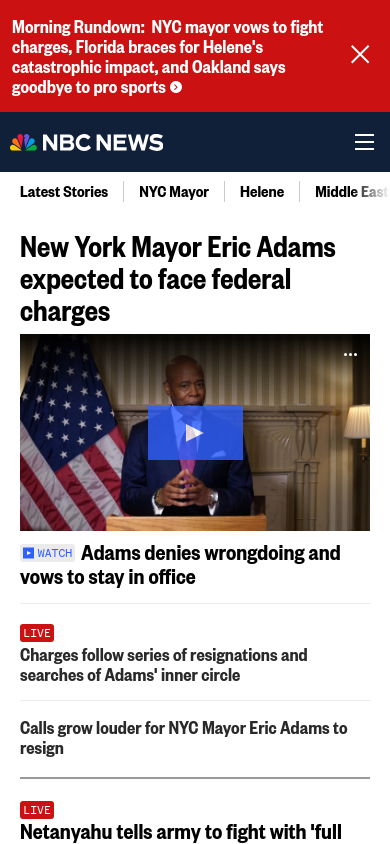 Morning Rundown: NYC mayor vows to fight
charges, Florida braces for Helene's
catastrophic impact, and Oakland says
goodbye to pro sports
NBC NEWS
Latest Stories NYC Mayor Helene Middle East
New York Mayor Eric Adams
expected to face federal
charges
WATCH Adams denies wrongdoing and
vows to stay in office
LIVE
Charges follow series of resignations and
searches of Adams' inner circle
Calls grow louder for NYC Mayor Eric Adams to
resign
LIVE
Netanyahu tells army to fight with 'full